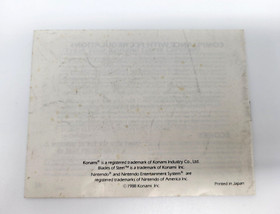 Konami® is a registered trademark of Konami Industry Co., Ltd.
Blades of Steel™ is a trademark of Konami Inc.
Nintendo® and Nintendo Entertainment System® are
registered trademarks of Nintendo of America Inc.
© 1988 Konami Inc.
Printed in Japan